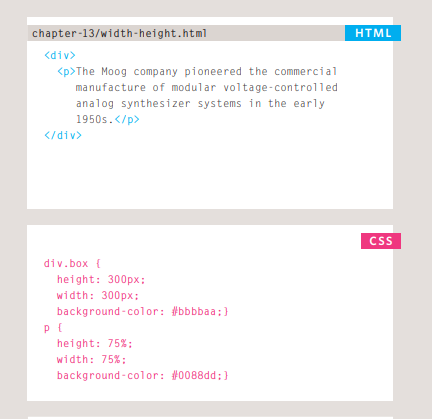 chapter-13/width-height.html
HTML
<div>
<p>The Moog company pioneered the commercial
manufacture of modular voltage-controlled
analog synthesizer systems in the early
1950s.</p>
</div>
CSS
div.box {
height: 300px;
width: 300px;
background-color: #bbbbaa;}
p {
height: 75%;
width: 75%;
background-color: #0088dd;}